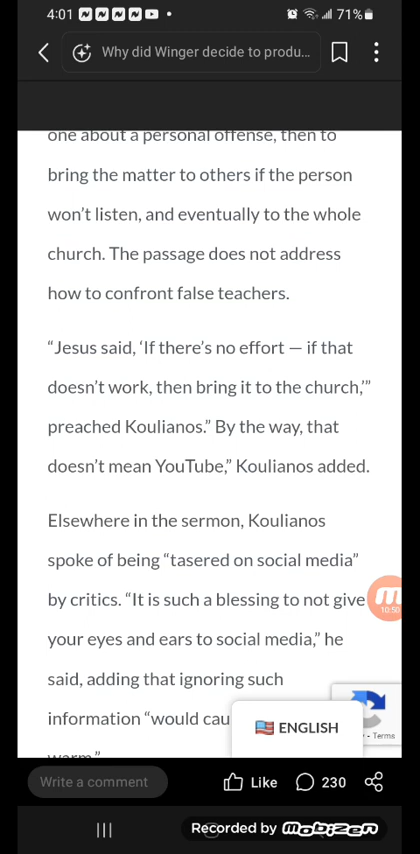 4:01
71%
Why did Winger decide to produ...
one about a personal offense, then to
bring the matter to others if the person
won’t listen, and eventually to the whole
church. The passage does not address
how to confront false teachers.
“Jesus said, ‘If there’s no effort — if that
doesn’t work, then bring it to the church,’”
preached Koulianos.” By the way, that
doesn’t mean YouTube,” Koulianos added.
Elsewhere in the sermon, Koulianos
spoke of being “tasered on social media”
by critics. “It is such a blessing to not give
10:50
your eyes and ears to social media,” he
said, adding that ignoring such
information “would cau
ENGLISH
- Terms
Write a comment
Like
230
Recorded by mobizen